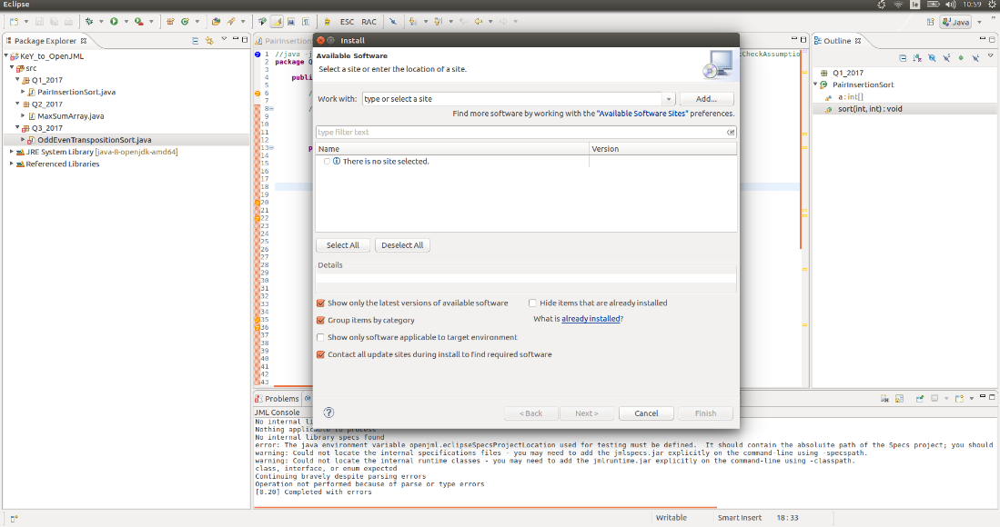 Eclipse
10:59
ESC RAC
Java
Package Explorer
KeY_to_OpenJML
src
Q1_2017
PairInsertionSort.java
Q2_2017
MaxSumArray.java
Q3_2017
OddEvenTranspositionSort.java
JRE System Library [java-8-openjdk-amd64]
Referenced Libraries
PairInsertion
1
2
3
4
5
6
7
8
9
10
11
12
13
14
15
16
17
18
19
20
21
22
23
24
25
26
27
28
29
30
31
32
33
34
35
36
37
38
39
40
41
42
43
//java -j
package Q
publ
//
//
p
CheckAssumptio
Install
Available Software
Select a site or enter the location of a site.
Work with: type or select a site Add...
Find more software by working with the "Available Software Sites" preferences.
type filter text
Name Version
There is no site selected.
Select All Deselect All
Details
Show only the latest versions of available software Hide items that are already installed
Group items by category What is already installed?
Show only software applicable to target environment
Contact all update sites during install to find required software
? < Back Next > Cancel Finish
Outline
Q1_2017
PairInsertionSort
a : int[]
sort(int, int) : void
Problems @
JML Console
No internal li
Nothing applicable to process
No internal library specs found
error: The java environment variable openjml.eclipseSpecsProjectLocation used for testing must be defined. It should contain the absoluite path of the Specs project; you should
warning: Could not locate the internal specifications files - you may need to add the jmlspecs.jar explicitly on the command-line using -specspath.
warning: Could not locate the internal runtime classes - you may need to add the jmlruntime.jar explicitly on the command-line using -classpath.
class, interface, or enum expected
Continuing bravely despite parsing errors
Operation not performed because of parse or type errors
[0.20] Completed with errors
Writable Smart Insert 18 : 33